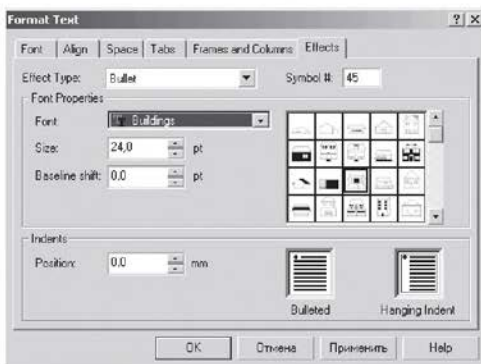 Format Text
Font Align Space Tabs Frames and Columns Effects
Effect Type: Bullet Symbol #: 45
Font Properties
Font: Buildings
Size: 24,0 pt
Baseline shift: 0,0 pt
Indents
Position: 0,0 mm
Bulleted Hanging Indent
OK Отмена Применить Help